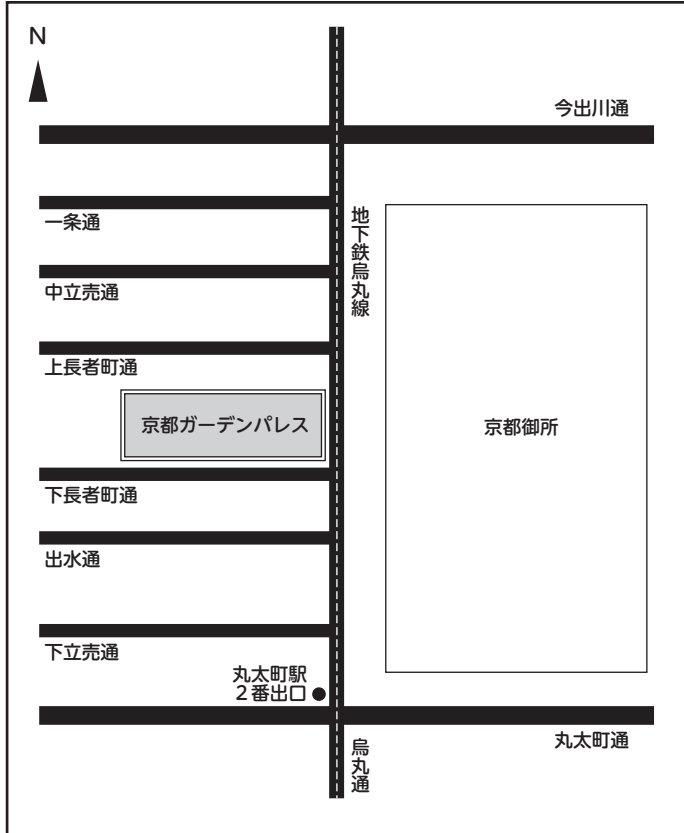 N
今出川通
一条通
地下鉄烏丸線
中立売通
上長者町通
京都ガーデンパレス
京都御所
下長者町通
出水通
下立売通
丸太町駅
２番出口
丸太町通
烏丸通